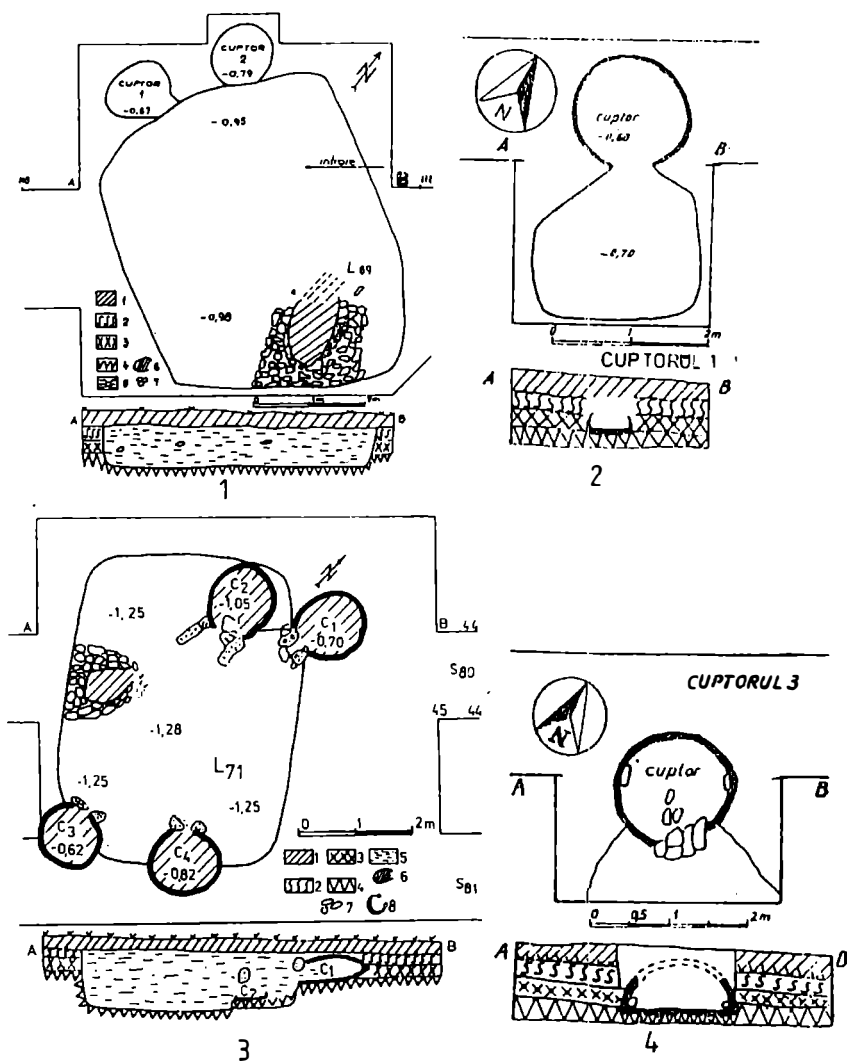 CUPTOR
2
-0,79
CUPTOR
1
-0,87
N
-0,95
intrare
A
III
L 69
-0,98
1
2
3
4 6
7
A B
1
cuptor
N
A B
-0,70
0 1 2m
CUPTORUL 1
A B
2
C2
-1,05
C1
-0,70
N
-1,25
A B 44
S80
45 44
-1,28
L71
-1,25
-1,25
C3
-0,62
C4
-0,82
0 1 2m
1 3 5
2 4 6
7 8
S81
A B
C1
C2
3
CUPTORUL 3
N
cuptor
A B
0 0,5 1 2m
A
4